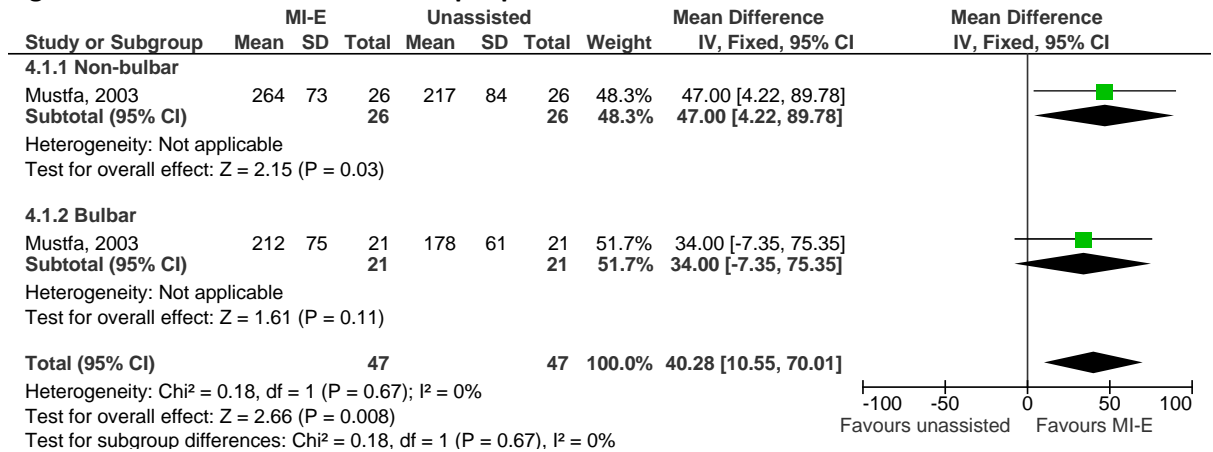 MI-E Unassisted Mean Difference Mean Difference
Study or Subgroup Mean SD Total Mean SD Total Weight IV, Fixed, 95% CI IV, Fixed, 95% CI
4.1.1 Non-bulbar
Mustfa, 2003 264 73 26 217 84 26 48.3% 47.00 [4.22, 89.78]
Subtotal (95% CI) 26 26 48.3% 47.00 [4.22, 89.78]
Heterogeneity: Not applicable
Test for overall effect: Z = 2.15 (P = 0.03)
4.1.2 Bulbar
Mustfa, 2003 212 75 21 178 61 21 51.7% 34.00 [-7.35, 75.35]
Subtotal (95% CI) 21 21 51.7% 34.00 [-7.35, 75.35]
Heterogeneity: Not applicable
Test for overall effect: Z = 1.61 (P = 0.11)
Total (95% CI) 47 47 100.0% 40.28 [10.55, 70.01]
Heterogeneity: Chi² = 0.18, df = 1 (P = 0.67); I² = 0%
Test for overall effect: Z = 2.66 (P = 0.008)
Test for subgroup differences: Chi² = 0.18, df = 1 (P = 0.67), I² = 0%
-100 -50 0 50 100
Favours unassisted Favours MI-E